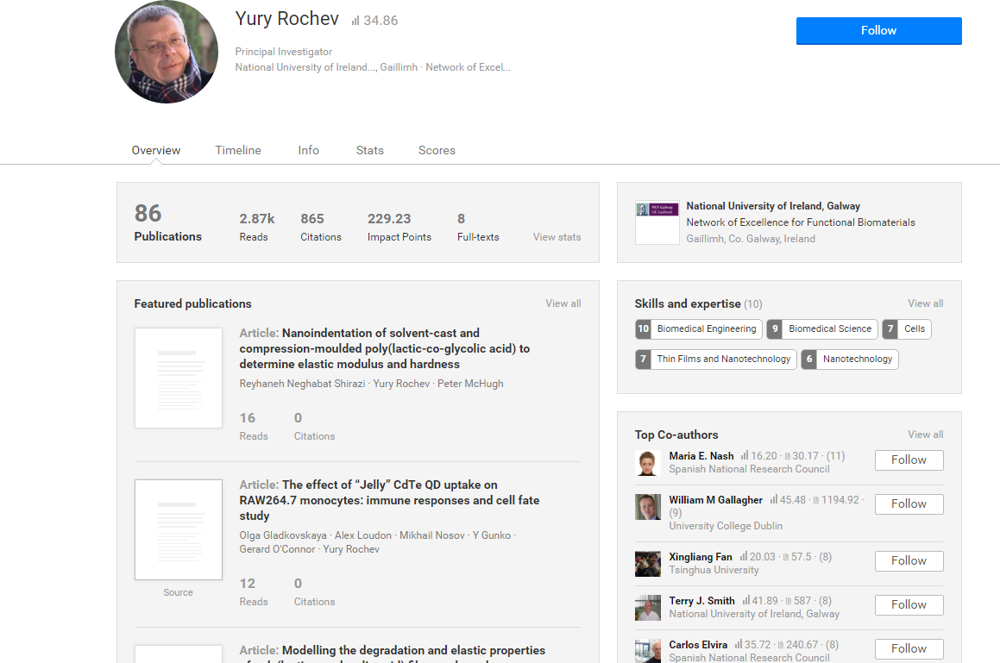 Yury Rochev 34.86
Follow
Principal Investigator
National University of Ireland..., Gaillimh · Network of Excel...
Overview Timeline Info Stats Scores
86
Publications
2.87k
Reads
865
Citations
229.23
Impact Points
8
Full-texts
View stats
NUI Galway
OÉ Gaillimh
National University of Ireland, Galway
Network of Excellence for Functional Biomaterials
Gaillimh, Co. Galway, Ireland
Featured publications View all
Article: Nanoindentation of solvent-cast and
compression-moulded poly(lactic-co-glycolic acid) to
determine elastic modulus and hardness
Reyhaneh Neghabat Shirazi · Yury Rochev · Peter McHugh
16 0
Reads Citations
Article: The effect of “Jelly” CdTe QD uptake on
RAW264.7 monocytes: immune responses and cell fate
study
Olga Gladkovskaya · Alex Loudon · Mikhail Nosov · Y Gunko ·
Gerard O'Connor · Yury Rochev
12 0
Reads Citations
Source
Article: Modelling the degradation and elastic properties
Skills and expertise (10) View all
10 Biomedical Engineering 9 Biomedical Science 7 Cells
7 Thin Films and Nanotechnology 6 Nanotechnology
Top Co-authors View all
Maria E. Nash 16.20 · 30.17 · (11)
Spanish National Research Council
Follow
William M Gallagher 45.48 · 1194.92 ·
(9)
University College Dublin
Follow
Xingliang Fan 20.03 · 57.5 · (8)
Tsinghua University
Follow
Terry J. Smith 41.89 · 587 · (8)
National University of Ireland, Galway
Follow
Carlos Elvira 35.72 · 240.67 · (8)
Spanish National Research Council
Follow